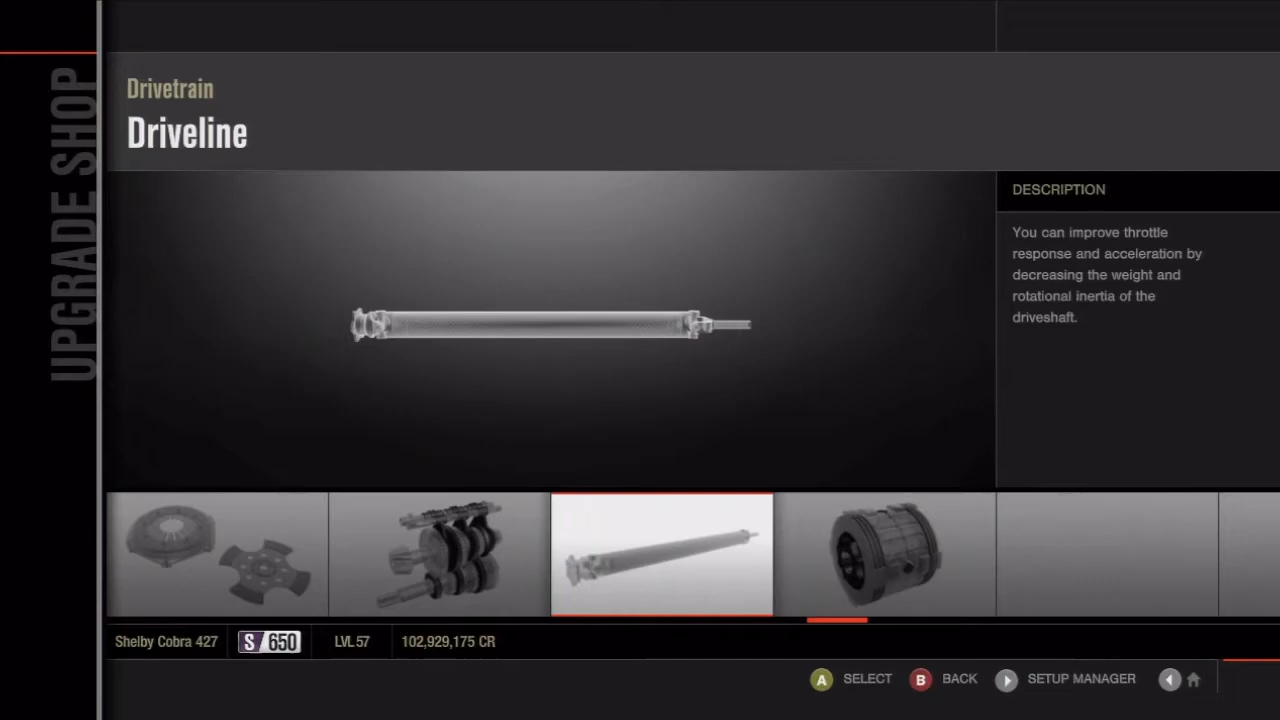 UPGRADE SHOP
Drivetrain
Driveline
DESCRIPTION
You can improve throttle
response and acceleration by
decreasing the weight and
rotational inertia of the
driveshaft.
Shelby Cobra 427 S 650 LVL 57 102,929,175 CR
A SELECT B BACK SETUP MANAGER